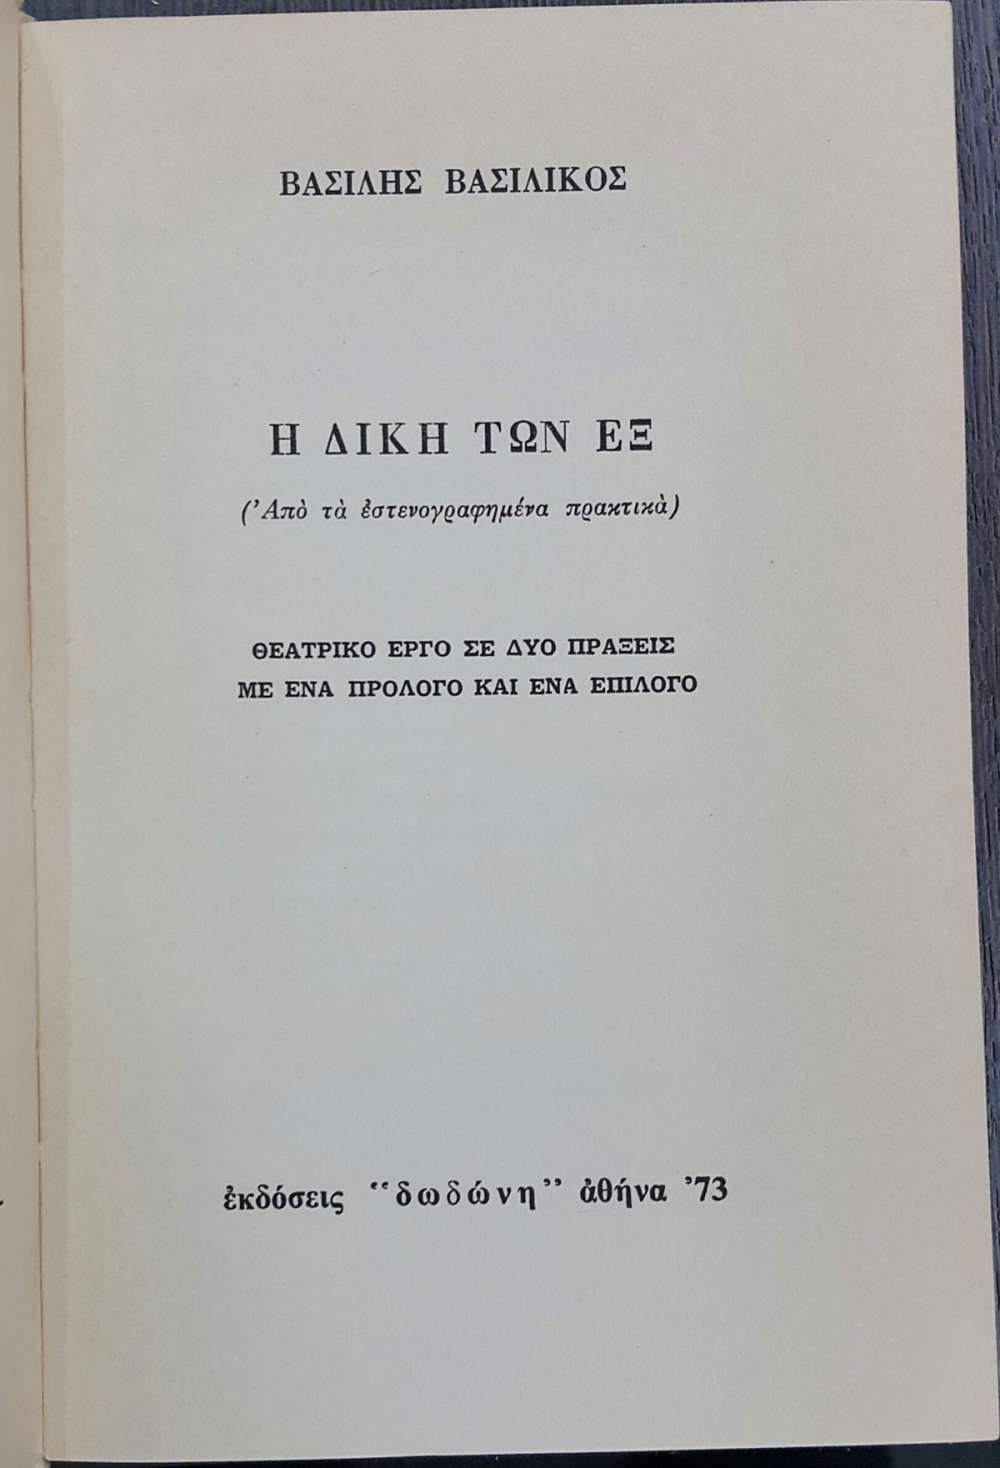 ΒΑΣΙΛΗΣ ΒΑΣΙΛΙΚΟΣ
Η ΔΙΚΗ ΤΩΝ ΕΞ
(Ἀπὸ τὰ ἐστενογραφημένα πρακτικὰ)
ΘΕΑΤΡΙΚΟ ΕΡΓΟ ΣΕ ΔΥΟ ΠΡΑΞΕΙΣ
ΜΕ ΕΝΑ ΠΡΟΛΟΓΟ ΚΑΙ ΕΝΑ ΕΠΙΛΟΓΟ
ἐκδόσεις “δωδώνη” ἀθήνα ’73